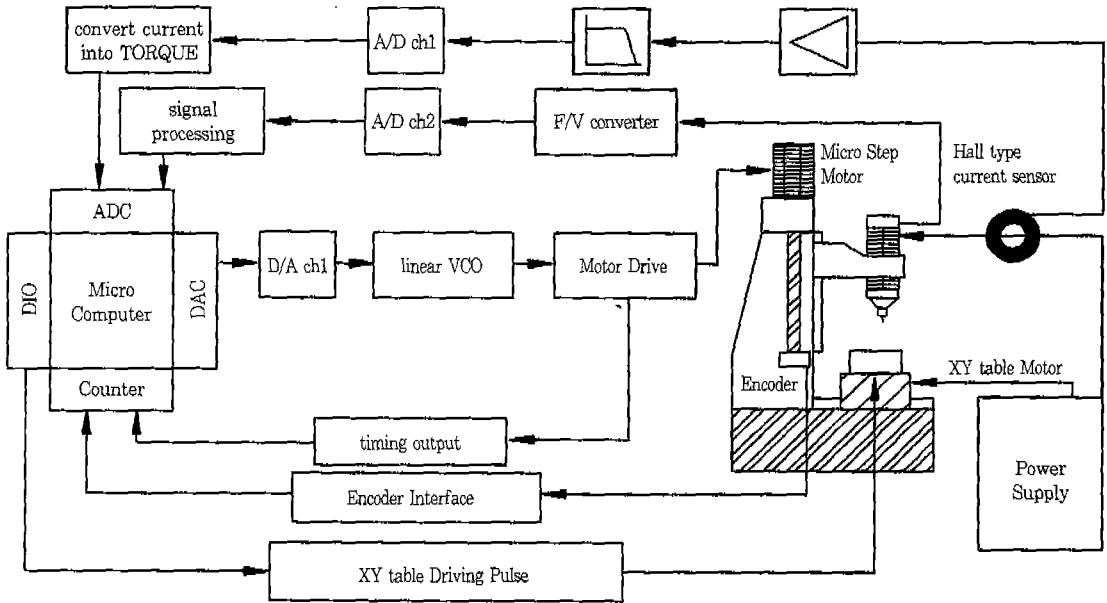 convert current
into TORQUE
A/D ch1
signal
processing
A/D ch2
F/V converter
Micro Step
Motor
Hall type
current sensor
ADC
DIO
Micro
Computer
DAC
D/A ch1
linear VCO
Motor Drive
Counter
Encoder
XY table Motor
timing output
Encoder Interface
Power
Supply
XY table Driving Pulse